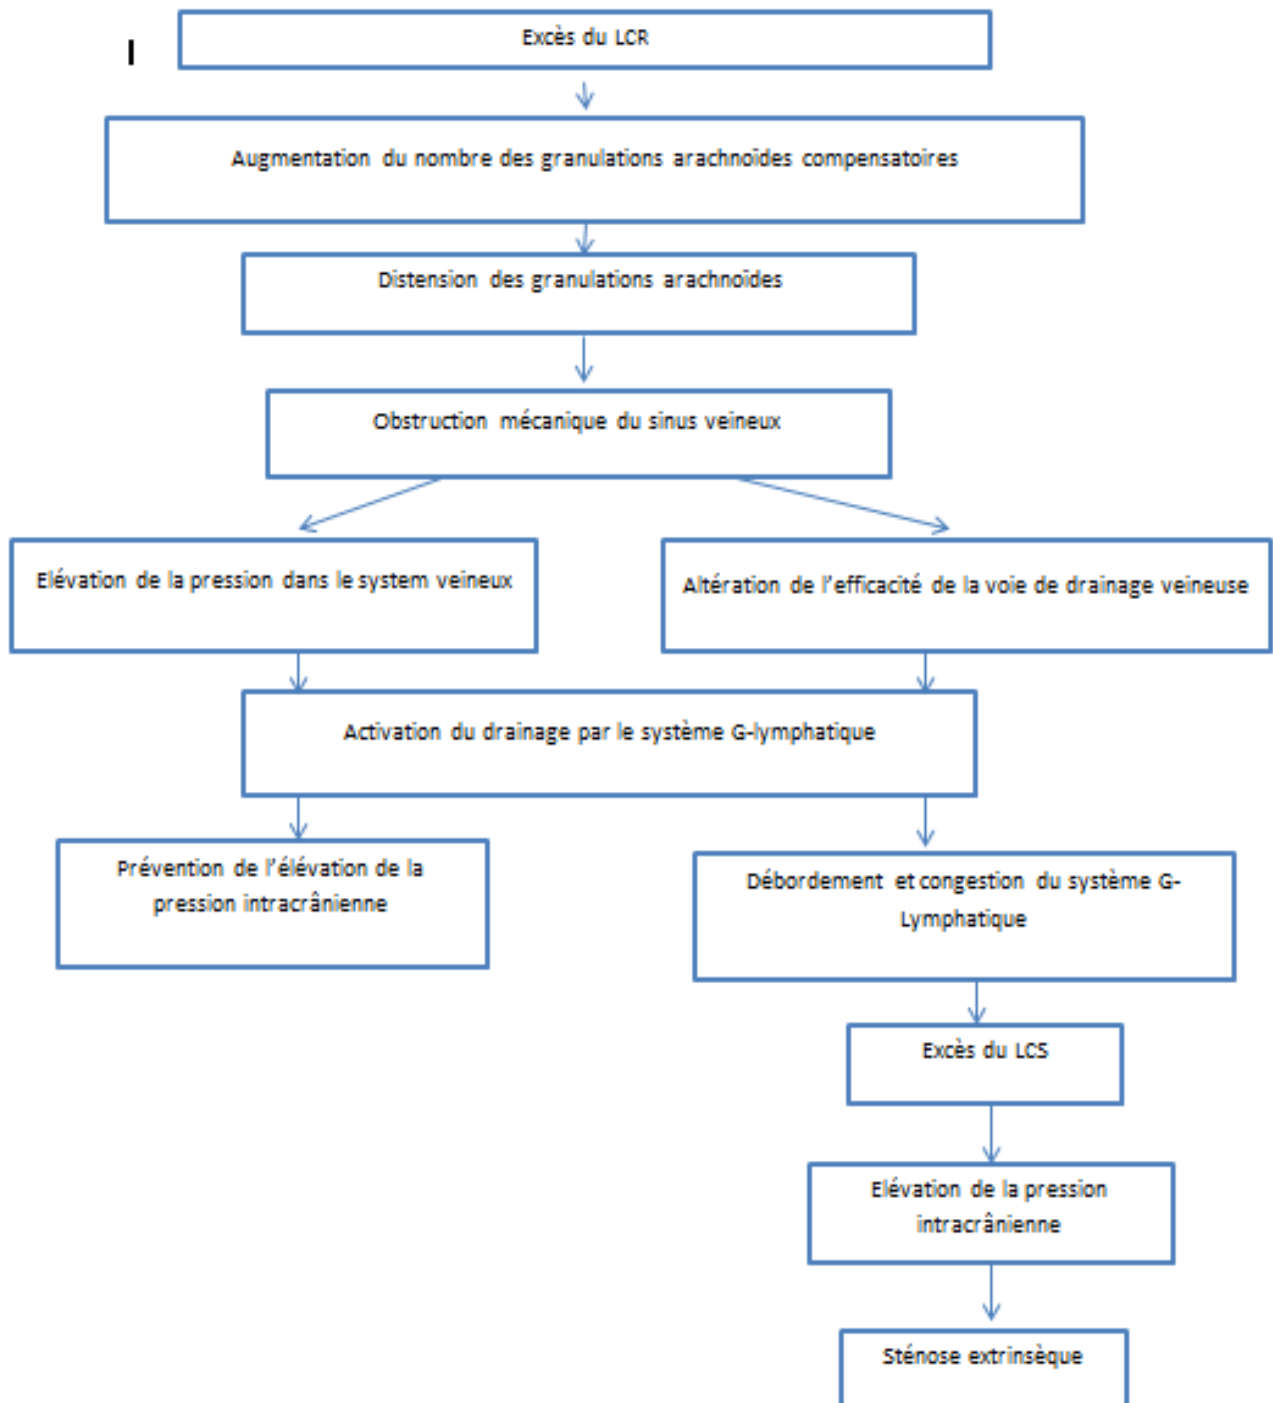 I
Excès du LCR
Augmentation du nombre des granulations arachnoïdes compensatoires
Distension des granulations arachnoïdes
Obstruction mécanique du sinus veineux
Elévation de la pression dans le system veineux
Altération de l'efficacité de la voie de drainage veineuse
Activation du drainage par le système G-lymphatique
Prévention de l'élévation de la
pression intracrânienne
Débordement et congestion du système G-
Lymphatique
Excès du LCS
Elévation de la pression
intracrânienne
Sténose extrinsèque